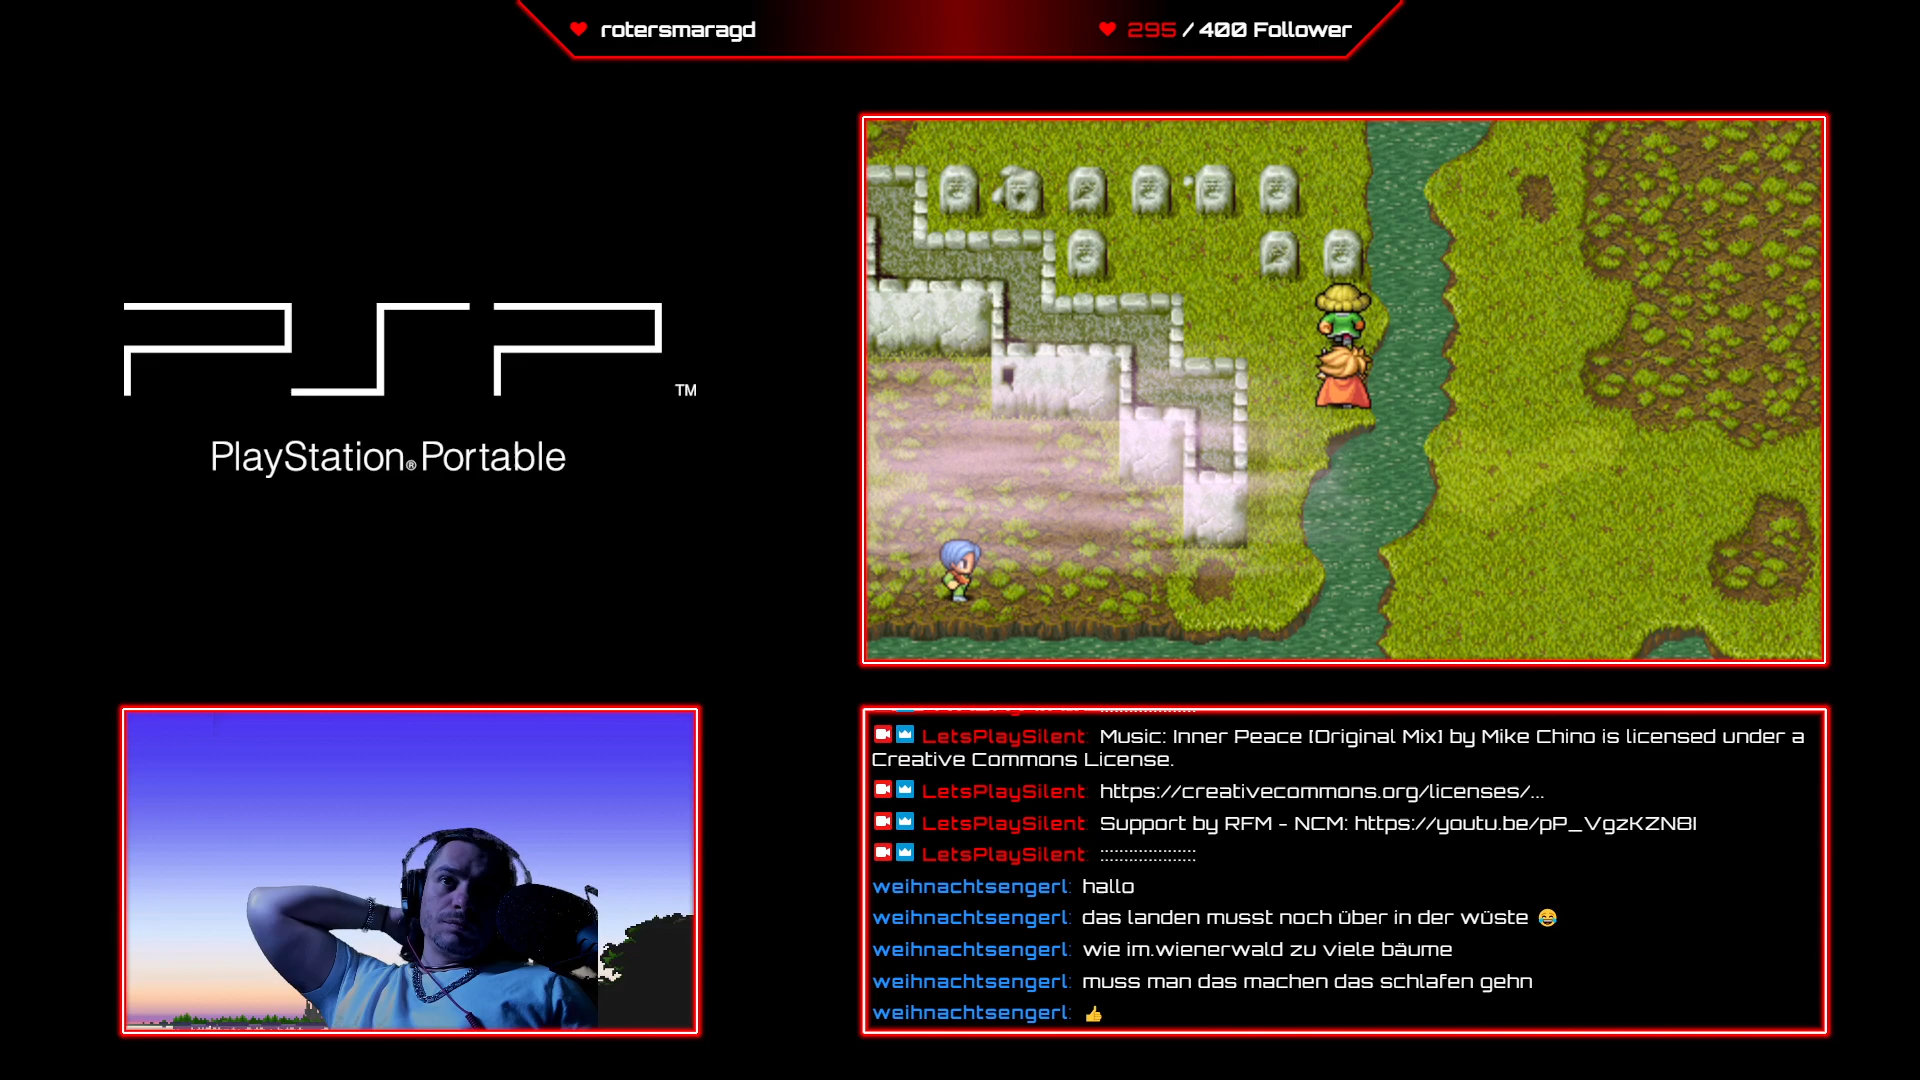 rotersmaragd
295 / 400 Follower
PSP
TM
PlayStation®Portable
LetsPlaySilent: Music: Inner Peace [Original Mix] by Mike Chino is licensed under a
Creative Commons License.
LetsPlaySilent: https://creativecommons.org/licenses/...
LetsPlaySilent: Support by RFM - NCM: https://youtu.be/pP_VgzKZN8I
LetsPlaySilent: ::::::::::::::::::::
weihnachtsengerl: hallo
weihnachtsengerl: das landen musst noch über in der wüste 😂
weihnachtsengerl: wie im.wienerwald zu viele bäume
weihnachtsengerl: muss man das machen das schlafen gehn
weihnachtsengerl: 👍